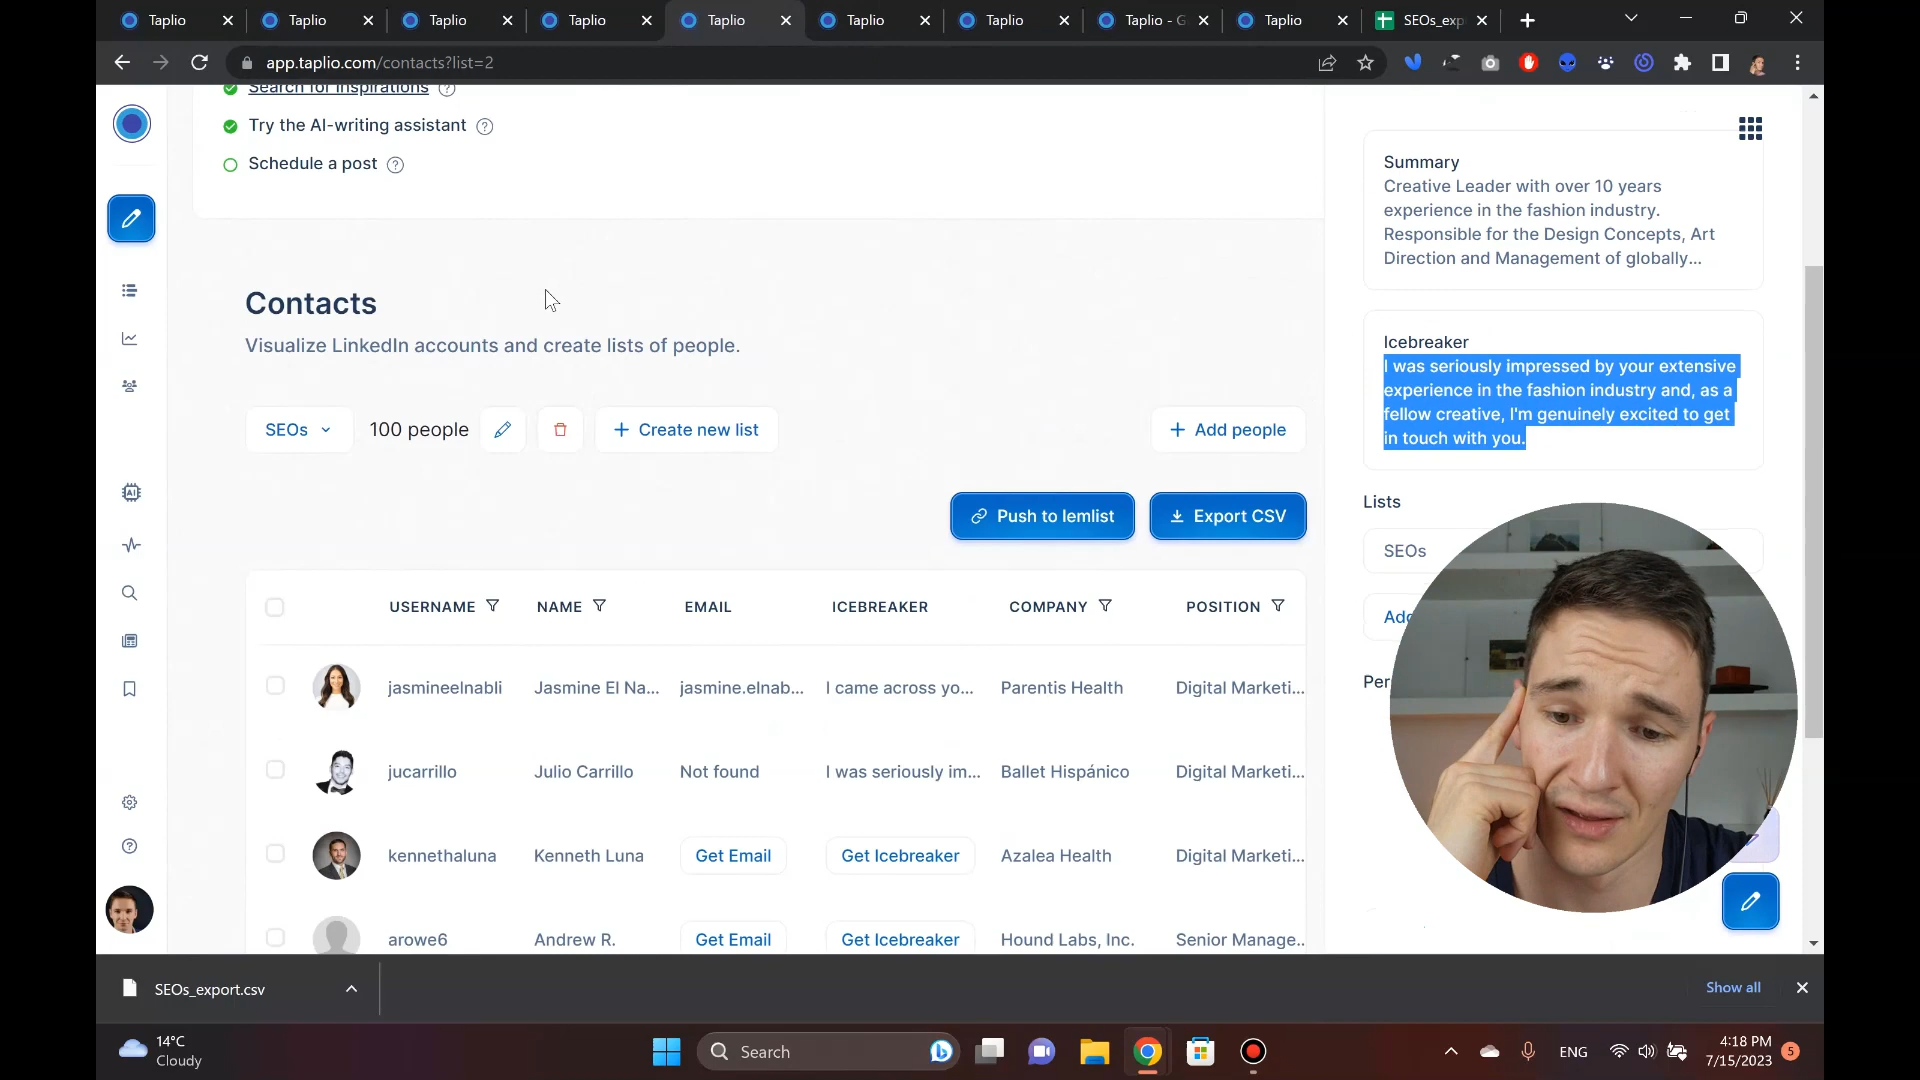 Taplio
Taplio
Taplio
Taplio
Taplio
Taplio
Taplio
Taplio - G
Taplio
SEOs_exp
app.taplio.com/contacts?list=2
Search for inspirations
Try the AI-writing assistant
Schedule a post
Contacts
Visualize LinkedIn accounts and create lists of people.
SEOs
100 people
Create new list
Add people
Push to lemlist
Export CSV
USERNAME NAME EMAIL ICEBREAKER COMPANY POSITION
jasmineelnabli Jasmine El Na... jasmine.elnab... I came across yo... Parentis Health Digital Marketi...
jucarrillo Julio Carrillo Not found I was seriously im... Ballet Hispánico Digital Marketi...
kennethaluna Kenneth Luna Get Email Get Icebreaker Azalea Health Digital Marketi...
arowe6 Andrew R. Get Email Get Icebreaker Hound Labs, Inc. Senior Manage..
Summary
Creative Leader with over 10 years
experience in the fashion industry.
Responsible for the Design Concepts, Art
Direction and Management of globally...
Icebreaker
I was seriously impressed by your extensive
experience in the fashion industry and, as a
fellow creative, I'm genuinely excited to get
in touch with you.
Lists
SEOs
Add
Per
AI
SEOs_export.csv
Show all
14°C
Cloudy
Search
ENG
4:18 PM
7/15/2023
5